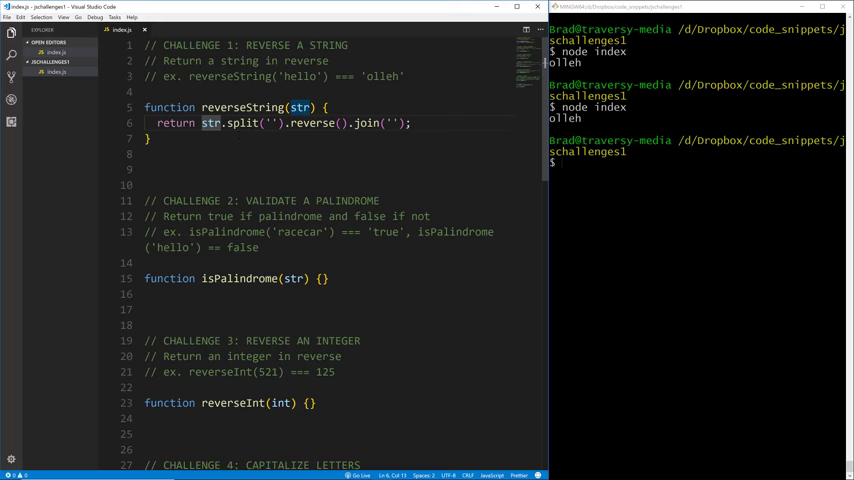 index.js - jschallenges1 - Visual Studio Code
File Edit Selection View Go Debug Tasks Help
EXPLORER
OPEN EDITORS
JS index.js
JSCHALLENGES1
JS index.js
JS index.js
1 // CHALLENGE 1: REVERSE A STRING
2 // Return a string in reverse
3 // ex. reverseString('hello') === 'olleh'
4
5 function reverseString(str) {
6 return str.split('').reverse().join('');
7 }
8
9
10
11 // CHALLENGE 2: VALIDATE A PALINDROME
12 // Return true if palindrome and false if not
13 // ex. isPalindrome('racecar') === 'true', isPalindrome
('hello') == false
14
15 function isPalindrome(str) {}
16
17
18
19 // CHALLENGE 3: REVERSE AN INTEGER
20 // Return an integer in reverse
21 // ex. reverseInt(521) === 125
22
23 function reverseInt(int) {}
24
25
26
27 // CHALLENGE 4: CAPITALIZE LETTERS
0 0 Go Live Ln 6, Col 13 Spaces: 2 UTF-8 CRLF JavaScript Prettier
MINGW64:/d/Dropbox/code_snippets/jschallenges1
Brad@traversy-media /d/Dropbox/code_snippets/j
schallenges1
$ node index
olleh
Brad@traversy-media /d/Dropbox/code_snippets/j
schallenges1
$ node index
olleh
Brad@traversy-media /d/Dropbox/code_snippets/j
schallenges1
$